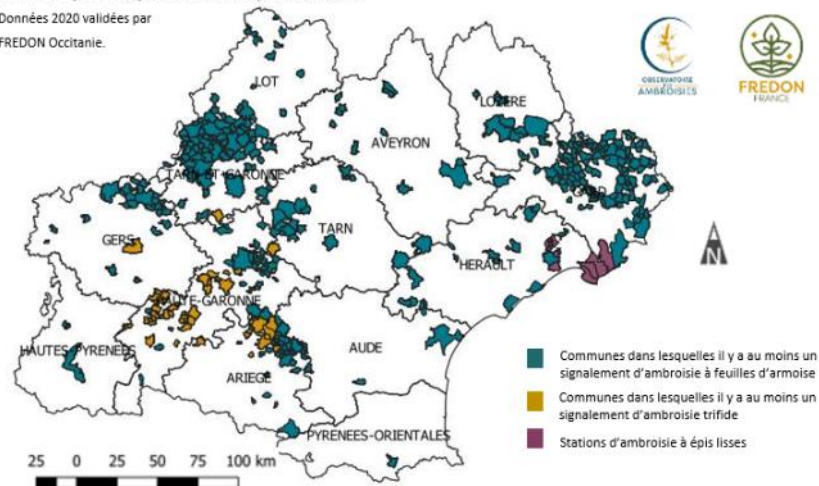 Données 2020 validées par
FREDON Occitanie.
OBSERVATOIRE
DES
AMBROISIES
FREDON
FRANCE
LOT
LOZERE
AVEYRON
TARN-ET-GARONNE
GARD
GERS
TARN
HERAULT
HAUTE-GARONNE
HAUTES-PYRENEES
AUDE
ARIEGE
PYRENEES-ORIENTALES
N
Communes dans lesquelles il y a au moins un
signalement d'ambroisie à feuilles d'armoise
Communes dans lesquelles il y a au moins un
signalement d'ambroisie trifide
Stations d'ambroisie à épis lisses
25 0 25 50 75 100 km